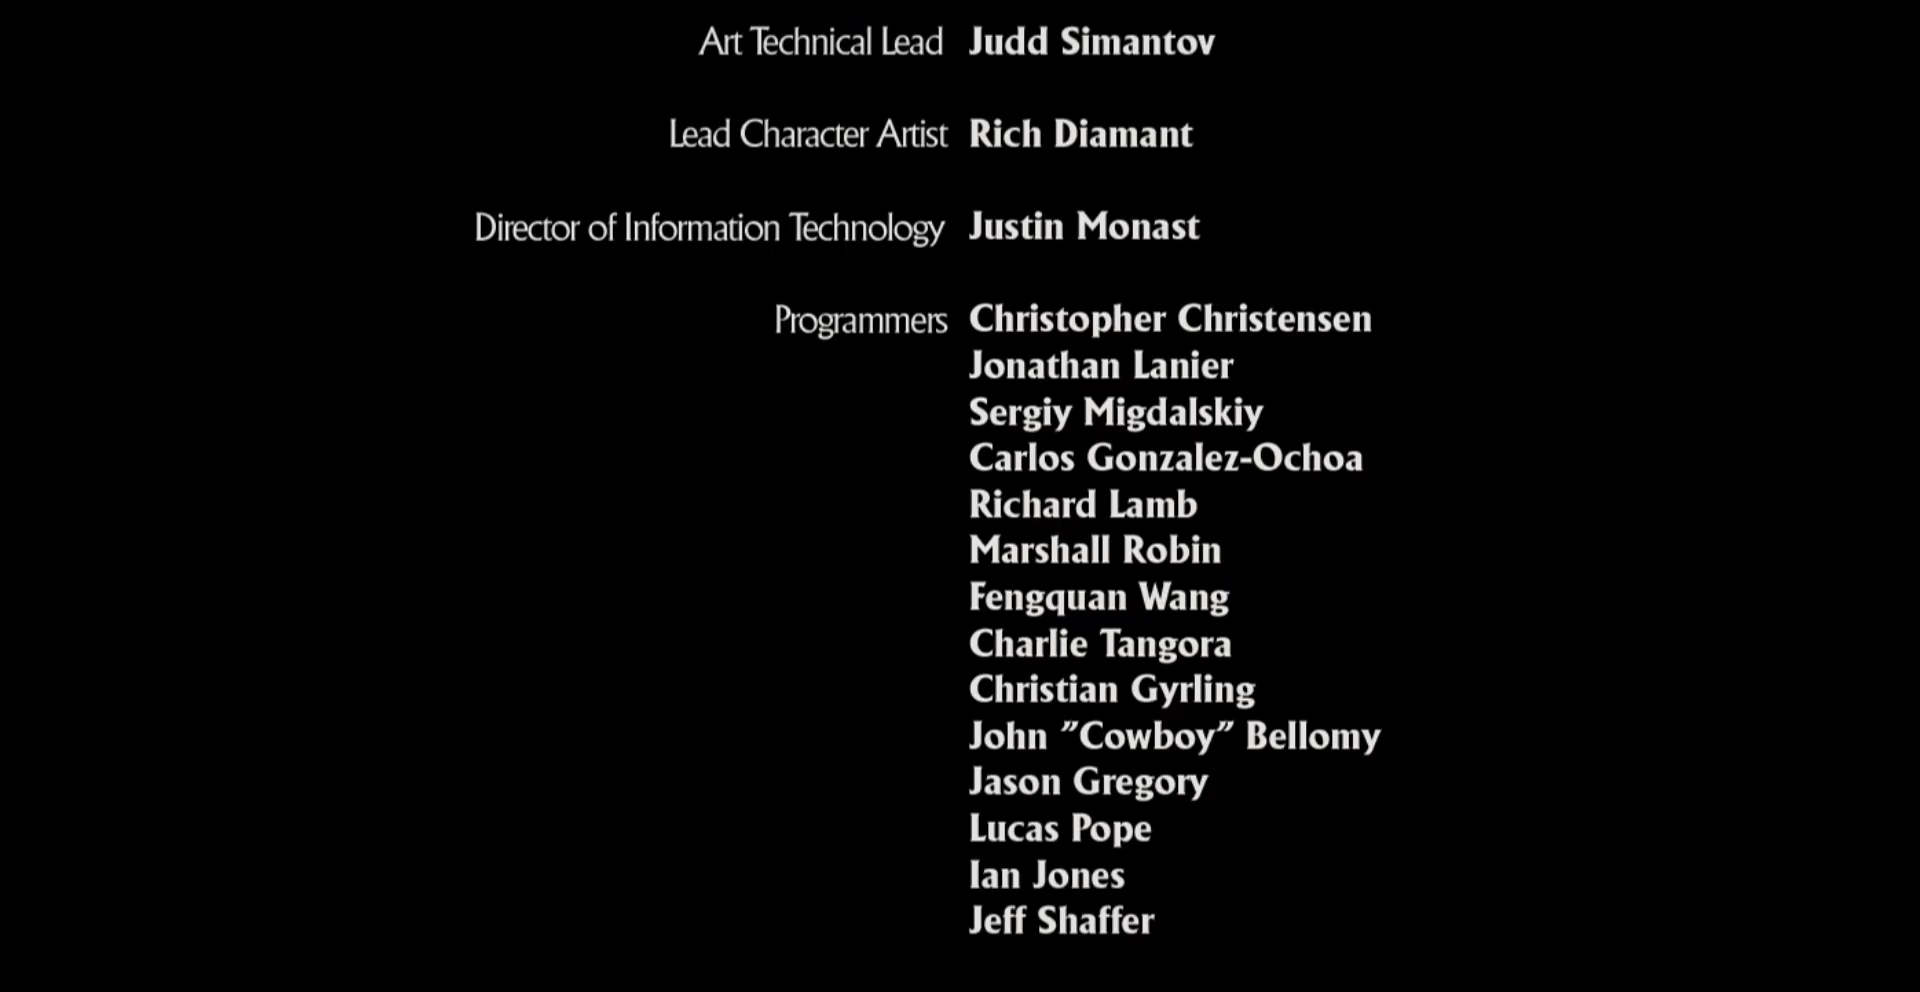 Art Technical Lead Judd Simantov
Lead Character Artist Rich Diamant
Director of Information Technology Justin Monast
Programmers Christopher Christensen
Jonathan Lanier
Sergiy Migdalskiy
Carlos Gonzalez-Ochoa
Richard Lamb
Marshall Robin
Fengquan Wang
Charlie Tangora
Christian Gyrling
John ”Cowboy” Bellomy
Jason Gregory
Lucas Pope
Ian Jones
Jeff Shaffer